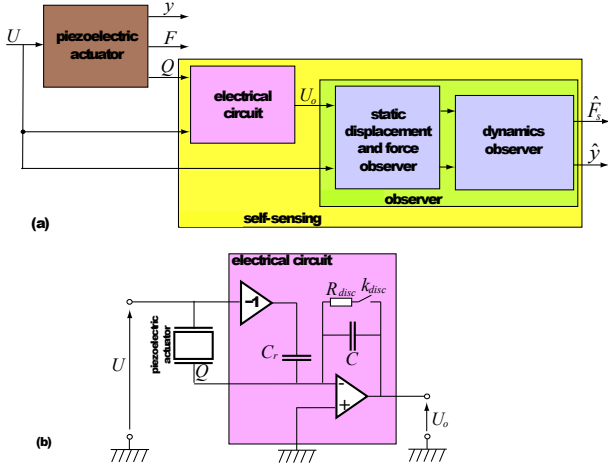 y
U
piezoelectric
actuator
F
Q
electrical
circuit
U_o
static
displacement
and force
observer
dynamics
observer
F̂_s
ŷ
observer
self-sensing
(a)
electrical circuit
R_disc
k_disc
-1
piezoelectric
actuator
C_r
C
U
Q
-
+
U_o
(b)